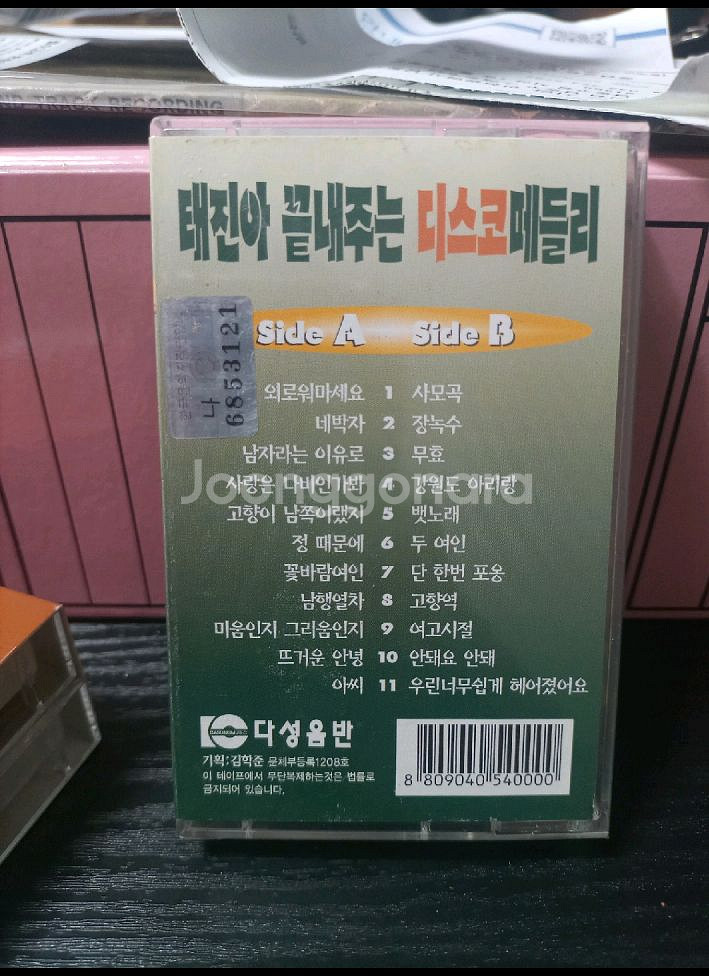 TRACK RECORDING
태진아 끝내주는 디스코메들리
Side A Side B
나 6853121
외로워마세요 1 사모곡
네박자 2 장녹수
남자라는 이유로 3 무효
사랑은 나비인가봐 4 강원도 아리랑
Joonggonara
고향이 남쪽이랬지 5 뱃노래
정 때문에 6 두 여인
꽃바람여인 7 단 한번 포옹
남행열차 8 고향역
미움인지 그리움인지 9 여고시절
뜨거운 안녕 10 안돼요 안돼
아씨 11 우린너무쉽게 헤어졌어요
다성음반
기획;김학준 문체부등록1208호
이 테이프에서 무단복제하는것은 법률로
금지되어 있습니다.
8 809040 540000